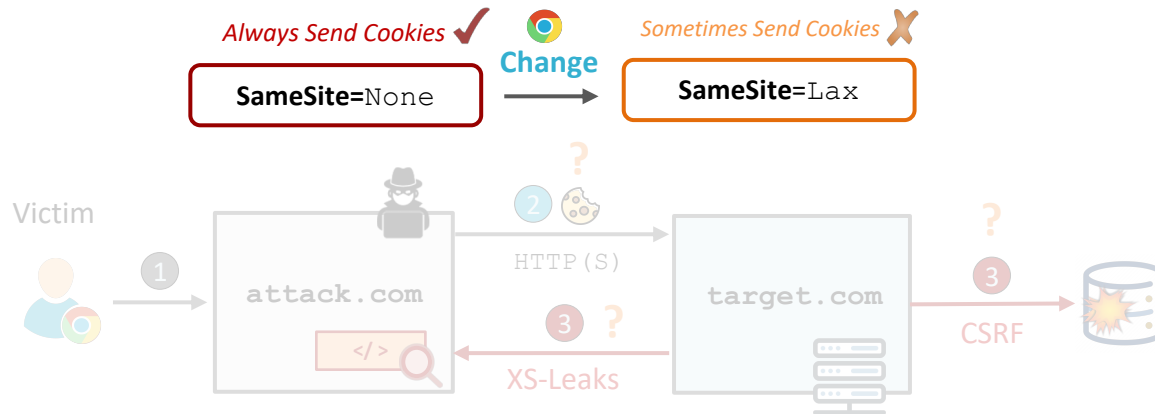 Always Send Cookies
Sometimes Send Cookies
Change
SameSite=None
SameSite=Lax
?
Victim
2
?
HTTP(S)
1
3
attack.com
target.com
3
?
CSRF
</>
XS-Leaks